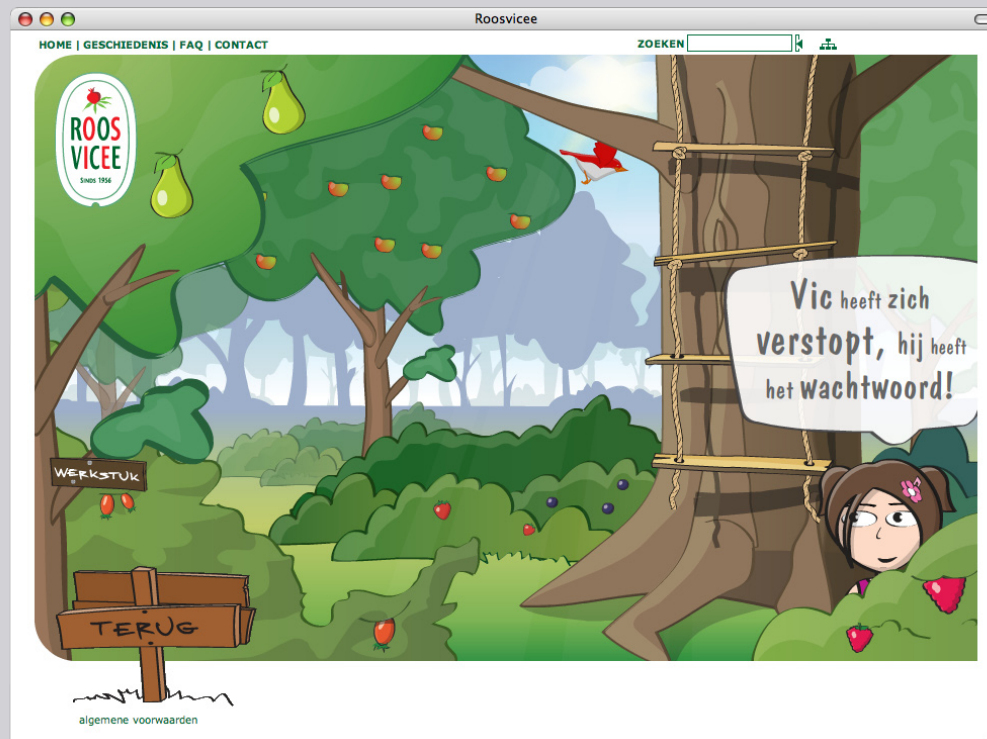 Roosvicee
HOME | GESCHIEDENIS | FAQ | CONTACT
ZOEKEN
ROOS
VICEE
SINDS 1956
Vic heeft zich
verstopt, hij heeft
het wachtwoord!
WERKSTUK
TERUG
algemene voorwaarden